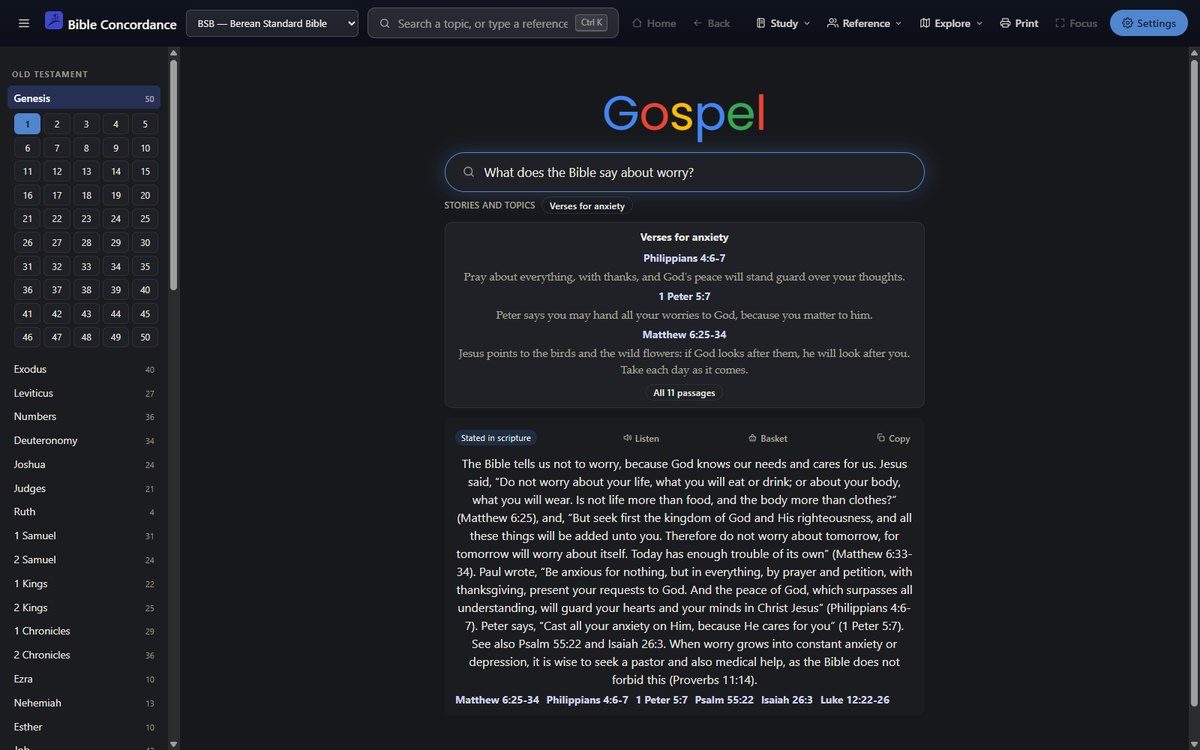 Bible Concordance
BSB — Berean Standard Bible
Search a topic, or type a reference
Ctrl K
Home
Back
Study
Reference
Explore
Print
Focus
Settings
OLD TESTAMENT
Genesis 50
1 2 3 4 5
6 7 8 9 10
11 12 13 14 15
16 17 18 19 20
21 22 23 24 25
26 27 28 29 30
31 32 33 34 35
36 37 38 39 40
41 42 43 44 45
46 47 48 49 50
Exodus 40
Leviticus 27
Numbers 36
Deuteronomy 34
Joshua 24
Judges 21
Ruth 4
1 Samuel 31
2 Samuel 24
1 Kings 22
2 Kings 25
1 Chronicles 29
2 Chronicles 36
Ezra 10
Nehemiah 13
Esther 10
Gospel
What does the Bible say about worry?
STORIES AND TOPICS Verses for anxiety
Verses for anxiety
Philippians 4:6-7
Pray about everything, with thanks, and God's peace will stand guard over your thoughts.
1 Peter 5:7
Peter says you may hand all your worries to God, because you matter to him.
Matthew 6:25-34
Jesus points to the birds and the wild flowers: if God looks after them, he will look after you.
Take each day as it comes.
All 11 passages
Stated in scripture Listen Basket Copy
The Bible tells us not to worry, because God knows our needs and cares for us. Jesus
said, “Do not worry about your life, what you will eat or drink; or about your body,
what you will wear. Is not life more than food, and the body more than clothes?”
(Matthew 6:25), and, “But seek first the kingdom of God and His righteousness, and all
these things will be added unto you. Therefore do not worry about tomorrow, for
tomorrow will worry about itself. Today has enough trouble of its own” (Matthew 6:33-
34). Paul wrote, “Be anxious for nothing, but in everything, by prayer and petition, with
thanksgiving, present your requests to God. And the peace of God, which surpasses all
understanding, will guard your hearts and your minds in Christ Jesus” (Philippians 4:6-
7). Peter says, “Cast all your anxiety on Him, because He cares for you” (1 Peter 5:7).
See also Psalm 55:22 and Isaiah 26:3. When worry grows into constant anxiety or
depression, it is wise to seek a pastor and also medical help, as the Bible does not
forbid this (Proverbs 11:14).
Matthew 6:25-34 Philippians 4:6-7 1 Peter 5:7 Psalm 55:22 Isaiah 26:3 Luke 12:22-26